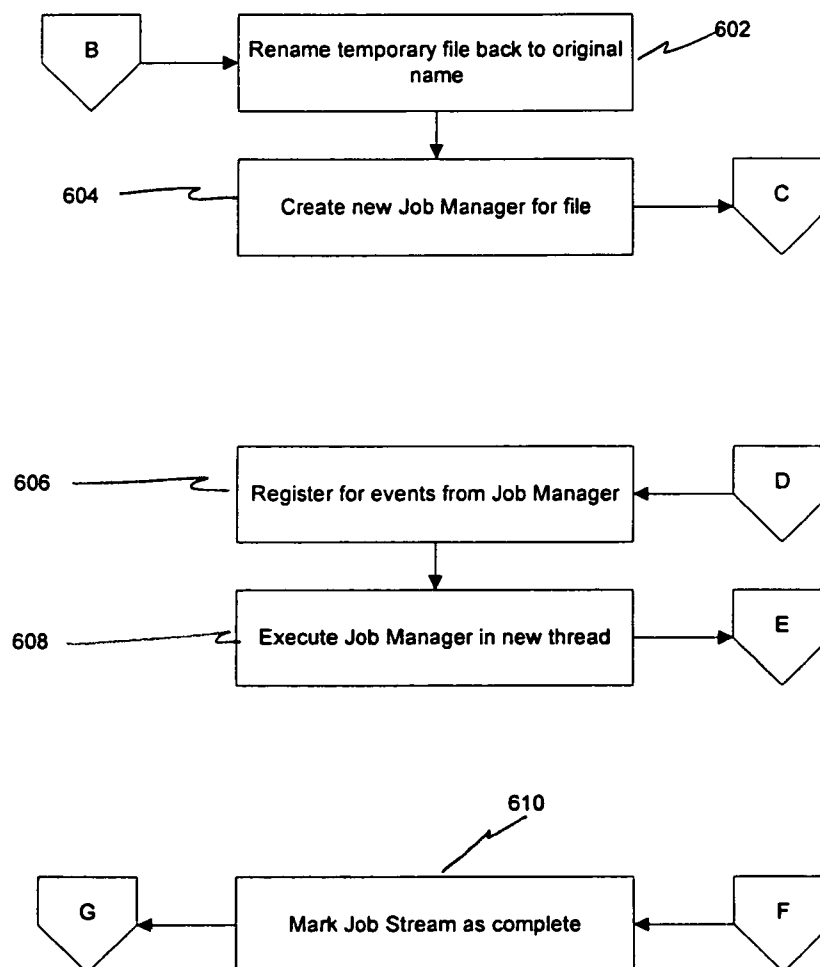 602
B
Rename temporary file back to original
name
604
Create new Job Manager for file
C
606
Register for events from Job Manager
D
608
Execute Job Manager in new thread
E
610
G
Mark Job Stream as complete
F